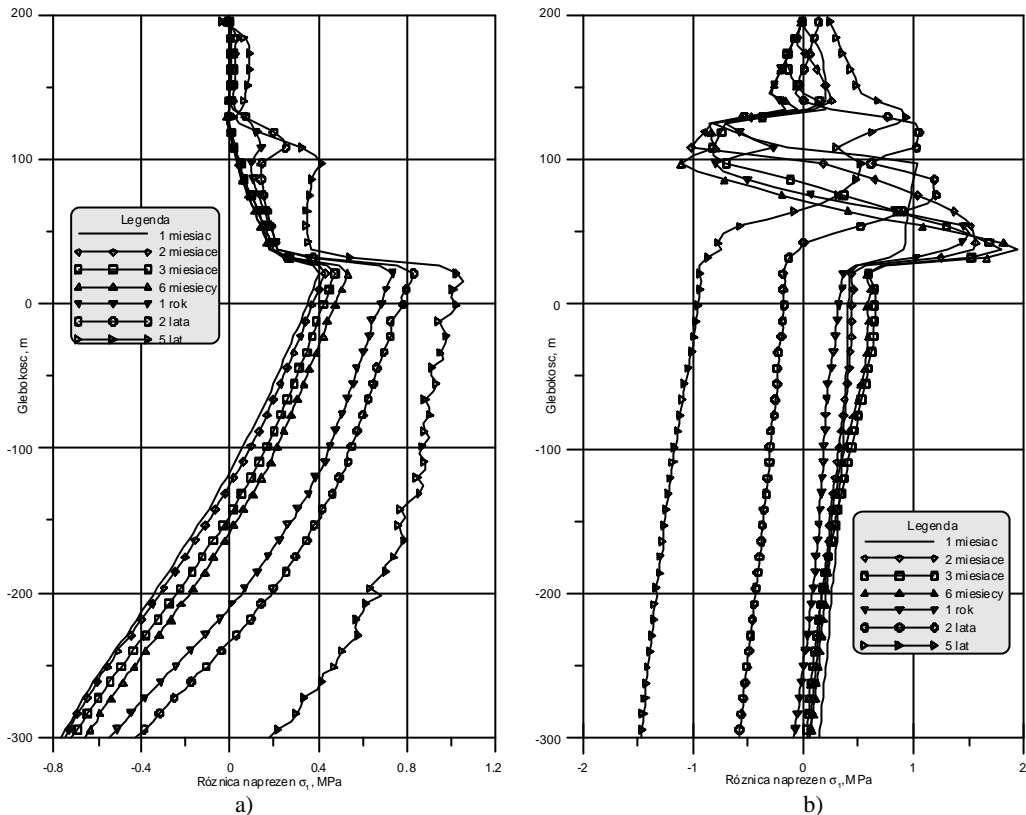 200
100
0
-100
-200
-300
Glebokosc, m
Legenda
1 miesiac
2 miesiace
3 miesiace
6 miesiecy
1 rok
2 lata
5 lat
-0.8 -0.4 0 0.4 0.8 1.2
Róznica naprezen σ₁, MPa
a)
200
100
0
-100
-200
-300
Glebokosc, m
Legenda
1 miesiac
2 miesiace
3 miesiace
6 miesiecy
1 rok
2 lata
5 lat
-2 -1 0 1 2
Róznica naprezen σ₁, MPa
b)